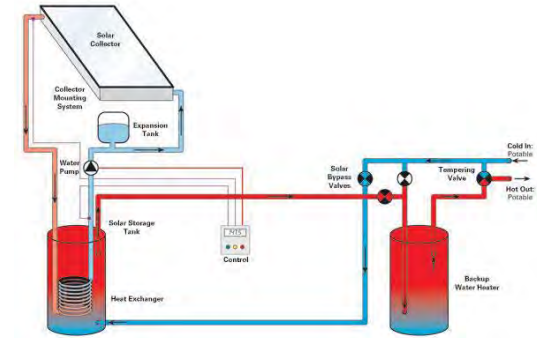 Solar
Collector
Collector
Mounting
System
Expansion
Tank
Water
Pump
Solar Storage
Tank
Heat Exchanger
NTS
Control
Solar
Bypass
Valves
Tempering
Valve
Cold In:
Potable
Hot Out:
Potable
Backup
Water Heater